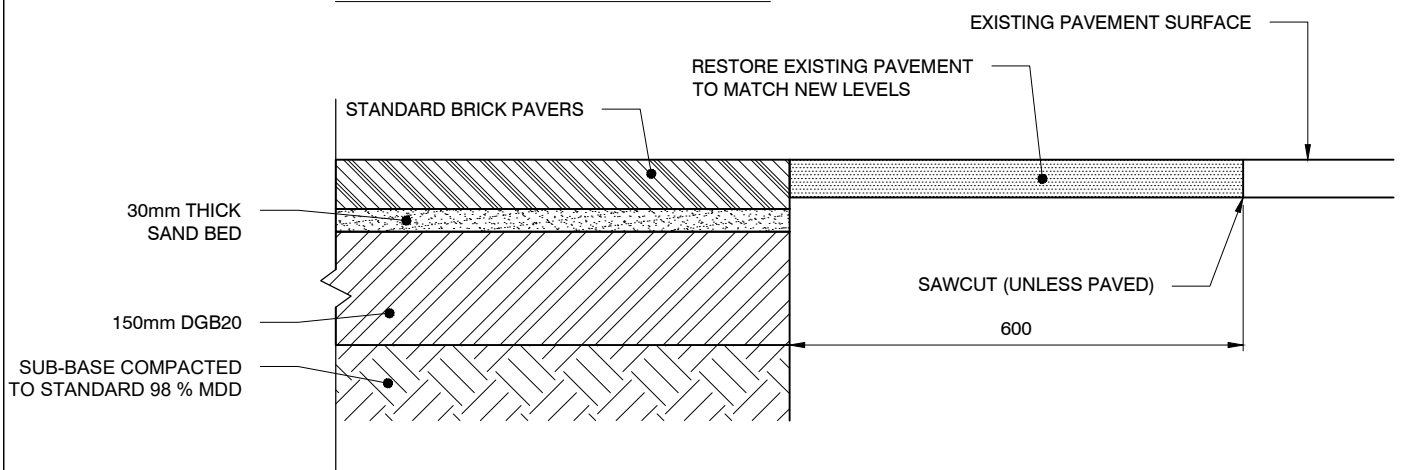 EXISTING PAVEMENT SURFACE
RESTORE EXISTING PAVEMENT
TO MATCH NEW LEVELS
STANDARD BRICK PAVERS
30mm THICK
SAND BED
SAWCUT (UNLESS PAVED)
150mm DGB20
600
SUB-BASE COMPACTED
TO STANDARD 98 % MDD